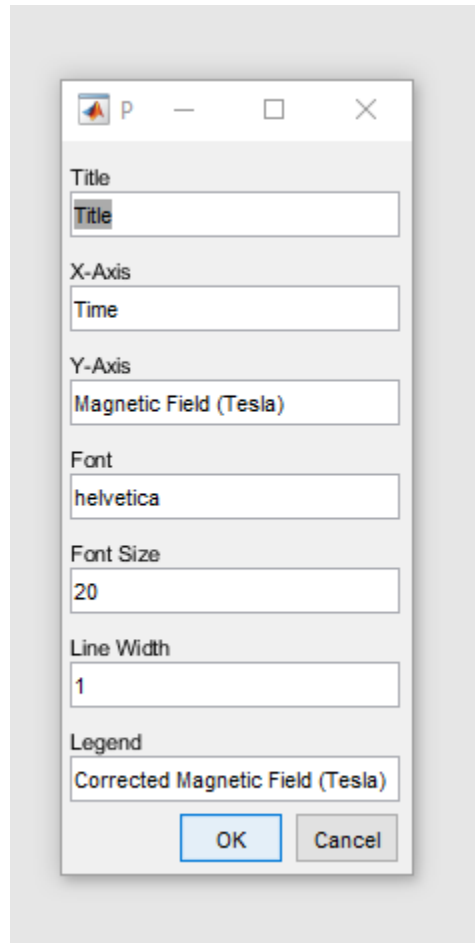 P
Title
Title
X-Axis
Time
Y-Axis
Magnetic Field (Tesla)
Font
helvetica
Font Size
20
Line Width
1
Legend
Corrected Magnetic Field (Tesla)
OK Cancel